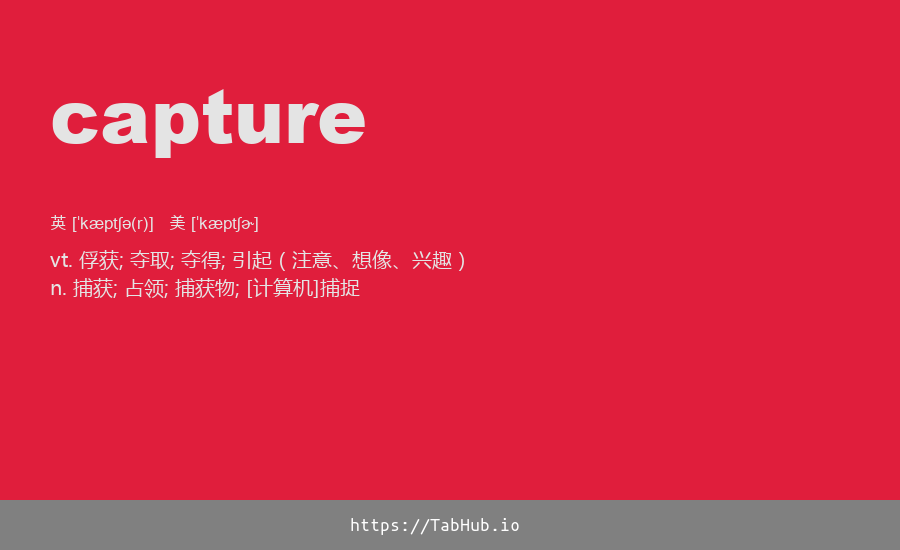 capture
英 [ˈkæptʃə(r)] 美 [ˈkæptʃɚ]
vt. 俘获; 夺取; 夺得; 引起 ( 注意、想像、兴趣 )
n. 捕获; 占领; 捕获物; [计算机]捕捉
https://TabHub.io